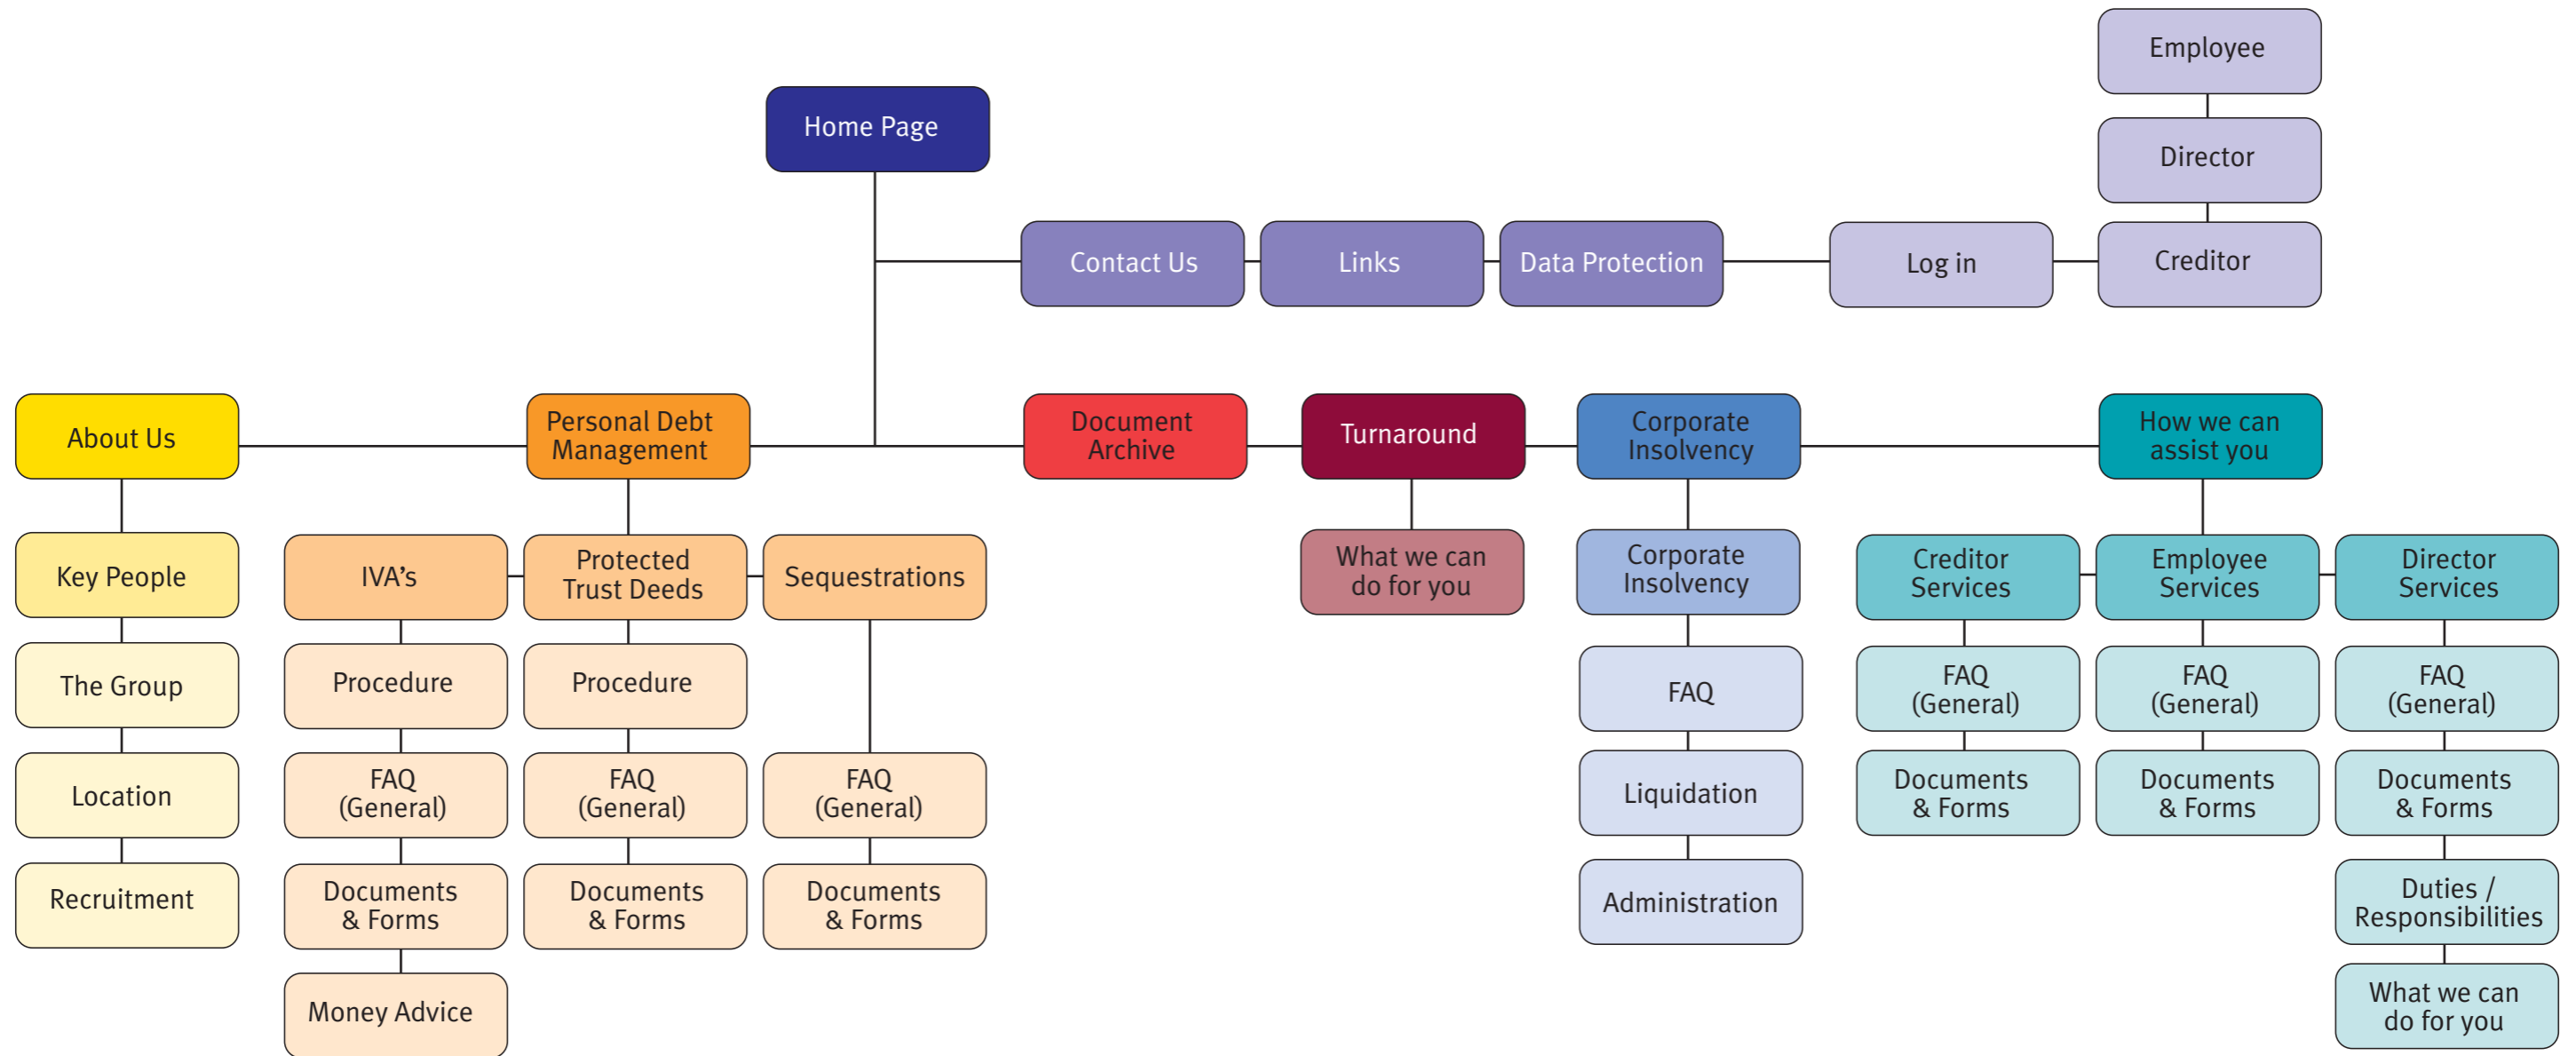 Employee
Home Page
Director
Contact Us
Links
Data Protection
Log in
Creditor
About Us
Personal Debt
Management
Document
Archive
Turnaround
Corporate
Insolvency
How we can
assist you
Key People
The Group
Location
Recruitment
IVA’s
Procedure
FAQ
(General)
Documents
& Forms
Money Advice
Protected
Trust Deeds
Procedure
FAQ
(General)
Documents
& Forms
Sequestrations
FAQ
(General)
Documents
& Forms
What we can
do for you
Corporate
Insolvency
FAQ
Liquidation
Administration
Creditor
Services
FAQ
(General)
Documents
& Forms
Employee
Services
FAQ
(General)
Documents
& Forms
Director
Services
FAQ
(General)
Documents
& Forms
Duties /
Responsibilities
What we can
do for you